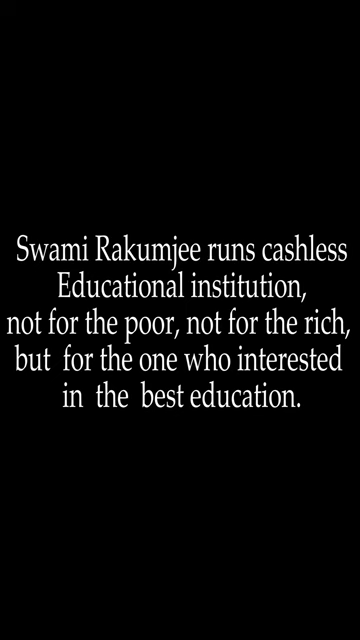 Swami Rakumjee runs cashless
Educational institution,
not for the poor, not for the rich,
but for the one who interested
in the best education.